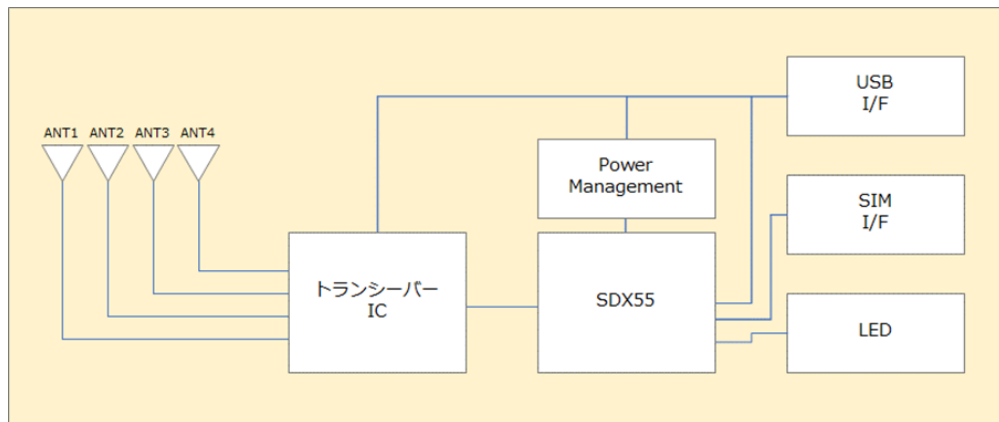 ANT1 ANT2 ANT3 ANT4
USB
I/F
Power
Management
SIM
I/F
トランシーバー
IC
SDX55
LED